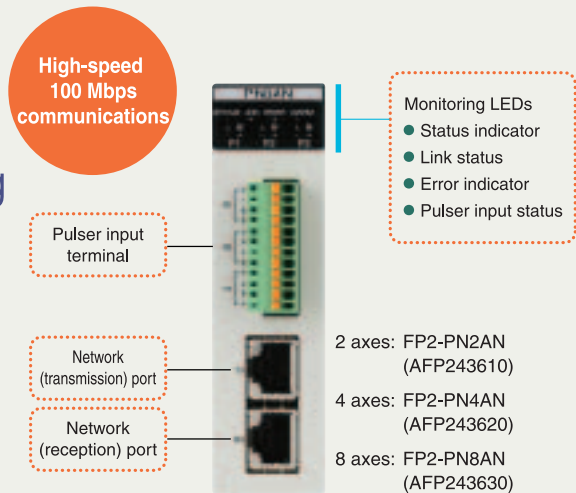 High-speed
100 Mbps
communications
g
Monitoring LEDs
● Status indicator
● Link status
● Error indicator
● Pulser input status
Pulser input
terminal
Network
(transmission) port
Network
(reception) port
2 axes: FP2-PN2AN
(AFP243610)
4 axes: FP2-PN4AN
(AFP243620)
8 axes: FP2-PN8AN
(AFP243630)